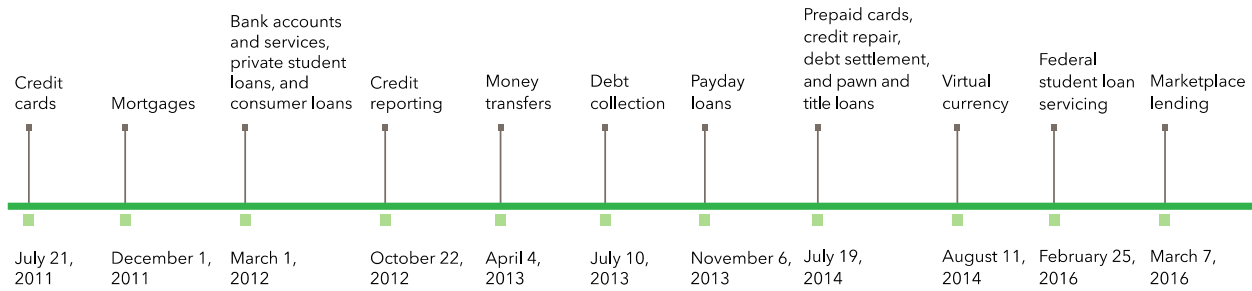 Credit
cards
Mortgages
Bank accounts
and services,
private student
loans, and
consumer loans
Credit
reporting
Money
transfers
Debt
collection
Payday
loans
Prepaid cards,
credit repair,
debt settlement,
and pawn and
title loans
Virtual
currency
Federal
student loan
servicing
Marketplace
lending
July 21,
2011
December 1,
2011
March 1,
2012
October 22,
2012
April 4,
2013
July 10,
2013
November 6,
2013
July 19,
2014
August 11,
2014
February 25,
2016
March 7,
2016